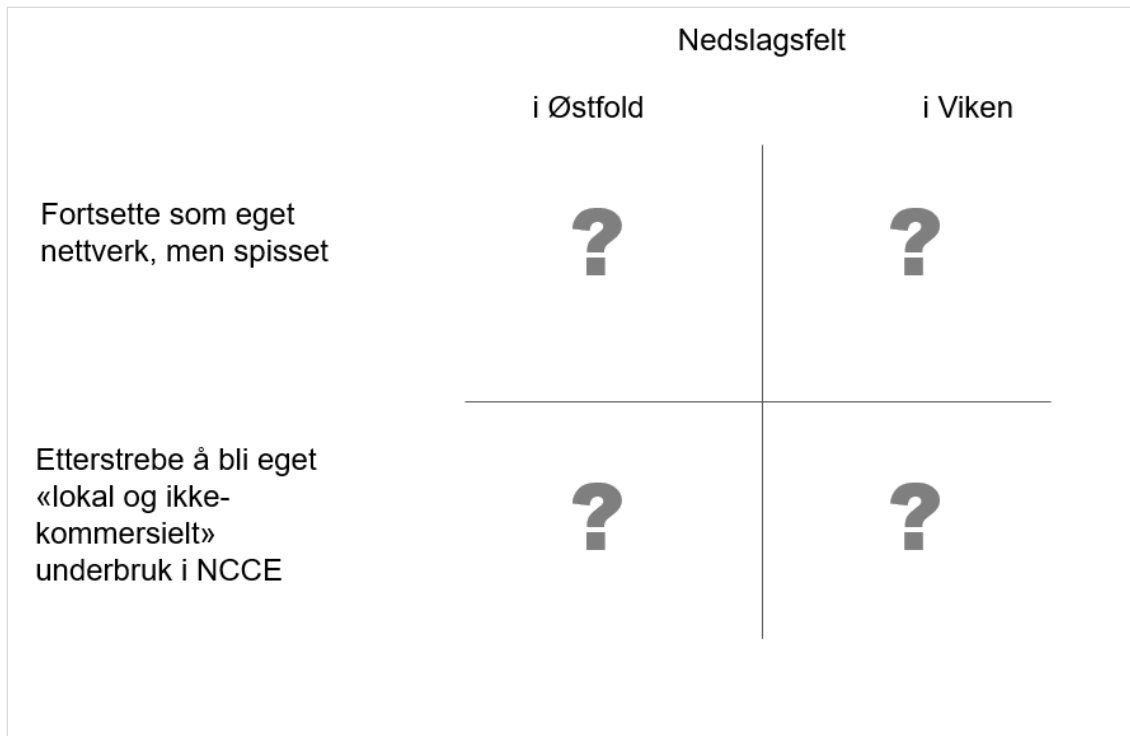 Nedslagsfelt
i Østfold
i Viken
Fortsette som eget
nettverk, men spisset
?
?
Etterstrebe å bli eget
«lokal og ikke-
kommersielt»
underbruk i NCCE
?
?